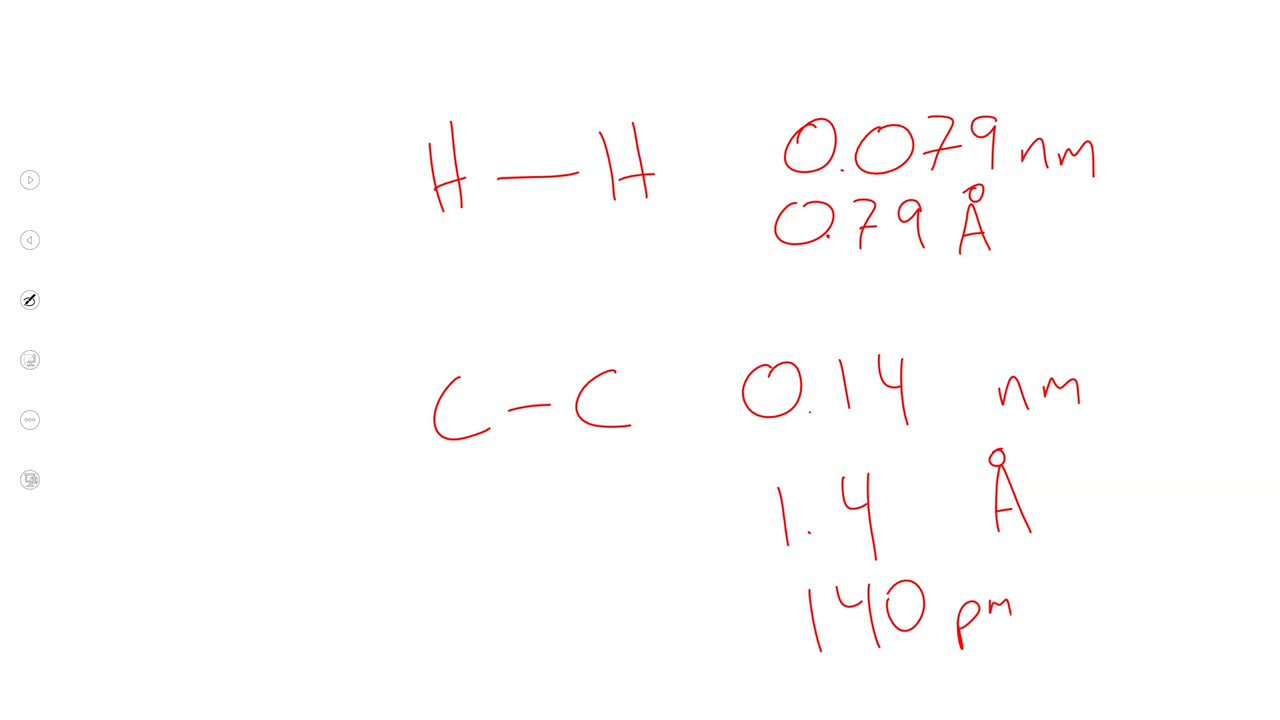 H — H 0.079 nm
0.79 Å
C - C 0.14 nm
1.4 Å
140 pm